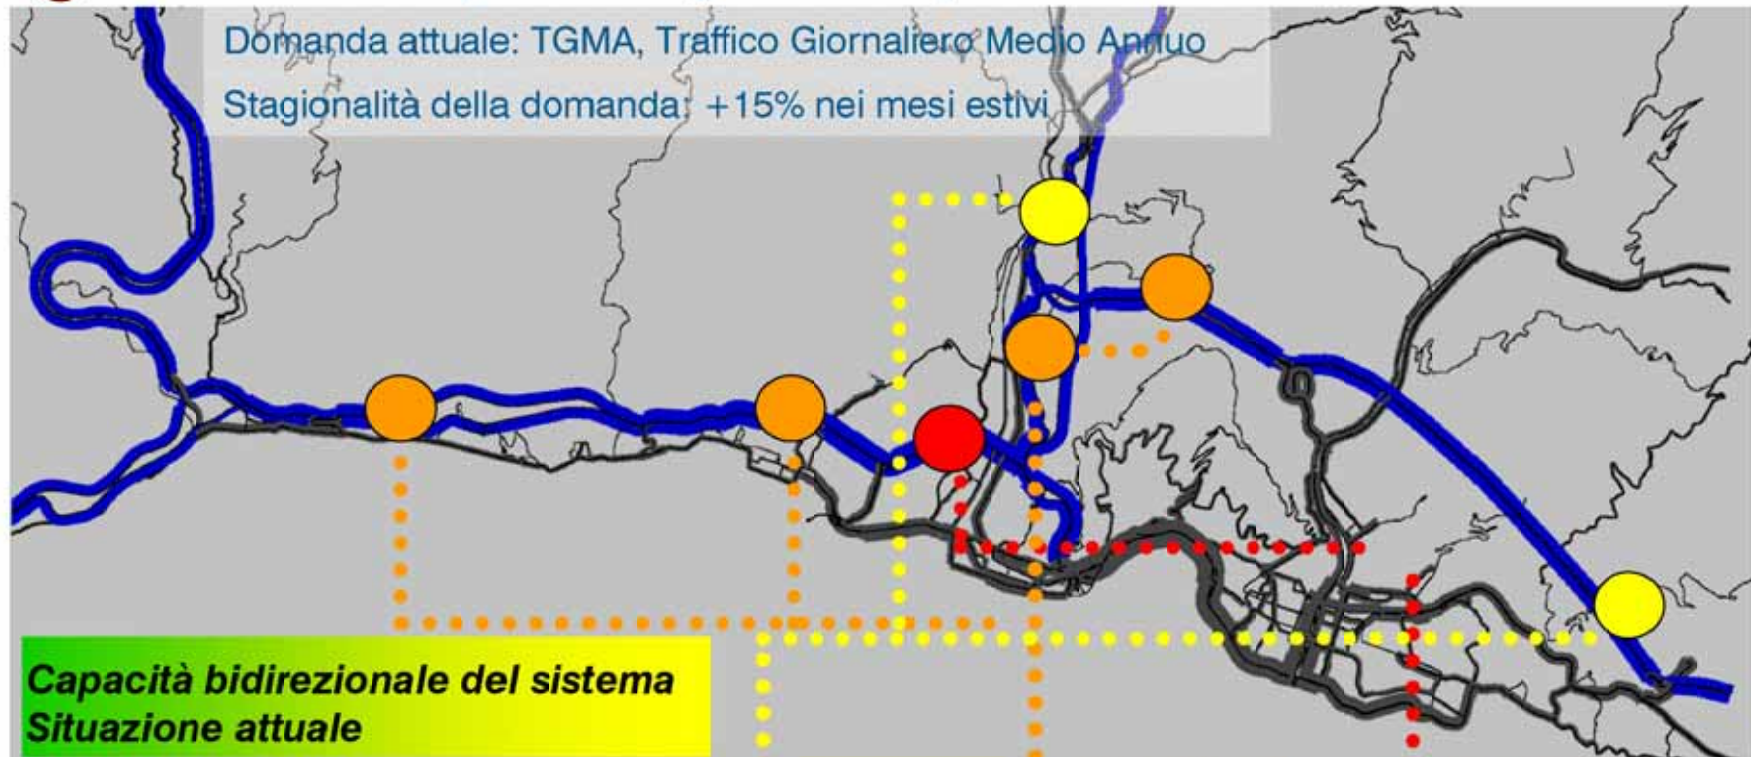 Domanda attuale: TGMA, Traffico Giornaliero Medio Annuo
Stagionalità della domanda: +15% nei mesi estivi
Capacità bidirezionale del sistema
Situazione attuale